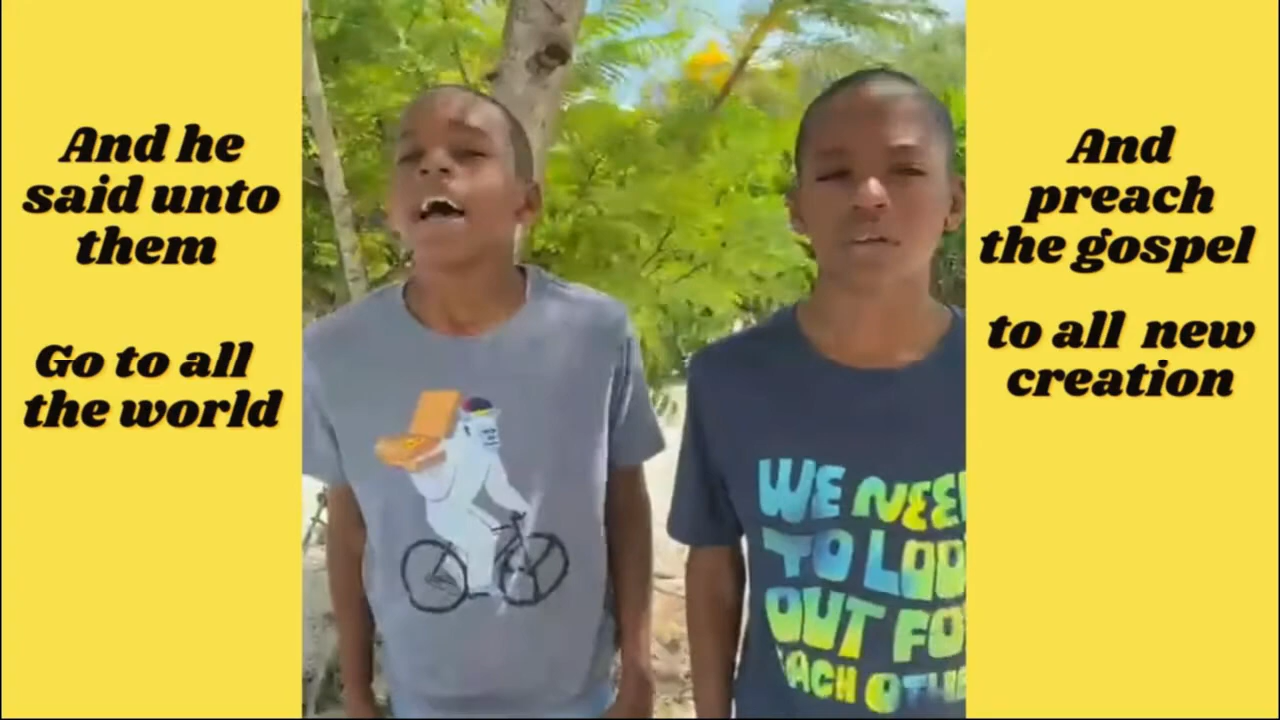 And he
said unto
them
Go to all
the world
And
preach
the gospel
to all new
creation
WE NEE
TO LOO
OUT FO
ACH OTHE